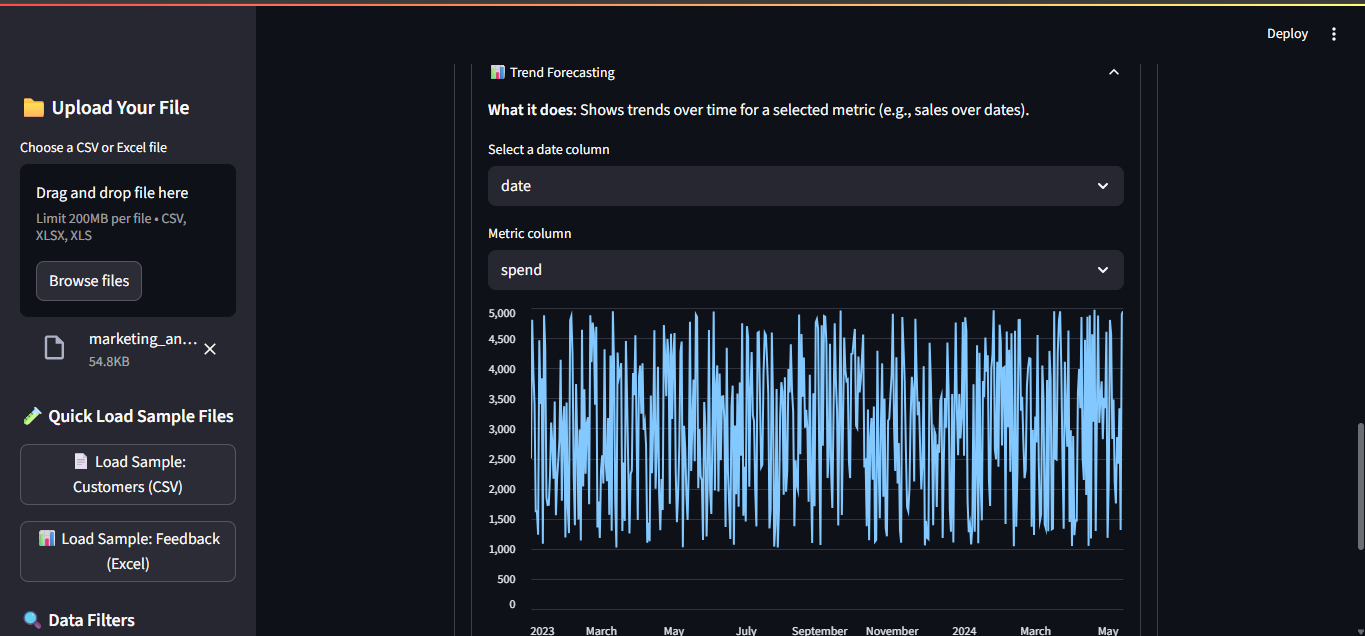 Deploy
Upload Your File
Choose a CSV or Excel file
Drag and drop file here
Limit 200MB per file • CSV,
XLSX, XLS
Browse files
marketing_an...
54.8KB
Quick Load Sample Files
Load Sample:
Customers (CSV)
Load Sample: Feedback
(Excel)
Data Filters
Trend Forecasting
What it does: Shows trends over time for a selected metric (e.g., sales over dates).
Select a date column
date
Metric column
spend
5,000
4,500
4,000
3,500
3,000
2,500
2,000
1,500
1,000
500
0
2023 March May July September November 2024 March May